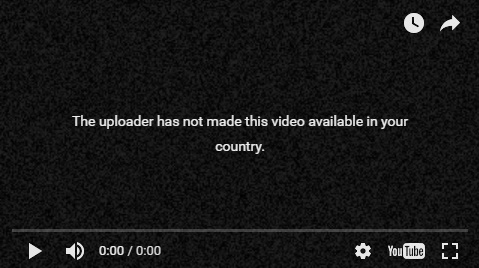 The uploader has not made this video available in your
country.
0:00 / 0:00 YouTube